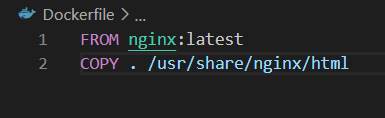 Dockerfile > ...
1 FROM nginx:latest
2 COPY . /usr/share/nginx/html